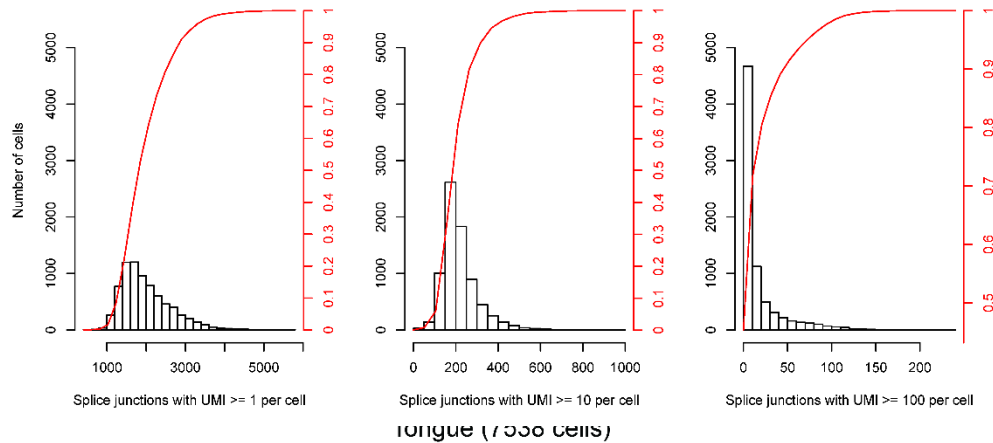 Number of cells
0 1000 2000 3000 4000 5000
1000 3000 5000
0 0.1 0.2 0.3 0.4 0.5 0.6 0.7 0.8 0.9 1
Splice junctions with UMI >= 1 per cell
0 1000 2000 3000 4000 5000
0 200 400 600 800 1000
0 0.1 0.2 0.3 0.4 0.5 0.6 0.7 0.8 0.9 1
Splice junctions with UMI >= 10 per cell
0 1000 2000 3000 4000 5000
0 50 100 150 200
0.5 0.6 0.7 0.8 0.9 1
Splice junctions with UMI >= 100 per cell
Tongue (7538 cells)